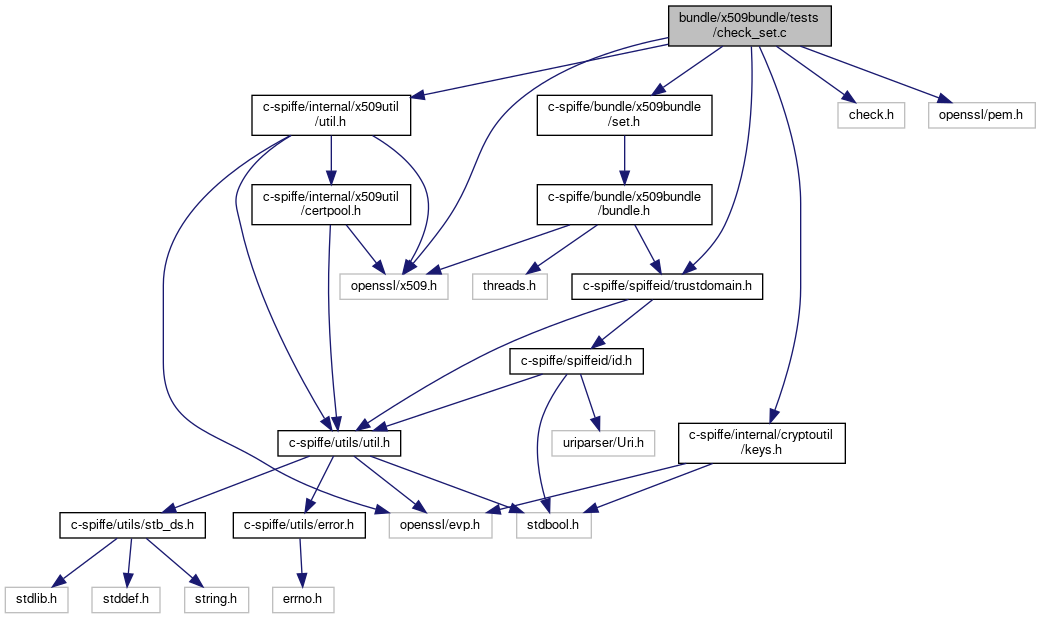 bundle/x509bundle/tests
/check_set.c
c-spiffe/internal/x509util
/util.h
c-spiffe/bundle/x509bundle
/set.h
check.h
openssl/pem.h
c-spiffe/internal/x509util
/certpool.h
c-spiffe/bundle/x509bundle
/bundle.h
openssl/x509.h
threads.h
c-spiffe/spiffeid/trustdomain.h
c-spiffe/spiffeid/id.h
c-spiffe/utils/util.h
uriparser/Uri.h
c-spiffe/internal/cryptoutil
/keys.h
c-spiffe/utils/stb_ds.h
c-spiffe/utils/error.h
openssl/evp.h
stdbool.h
stdlib.h
stddef.h
string.h
errno.h